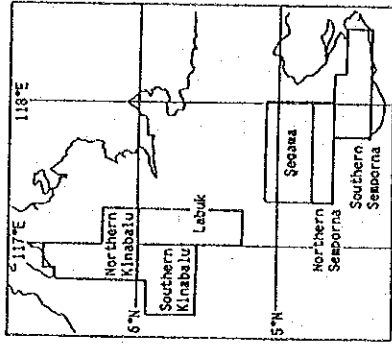 117°E
118°E
Northern
Kinabalu
6°N
Labuk
Southern
Kinabalu
5°N
Segama
Northern
Semporna
Southern
Semporna